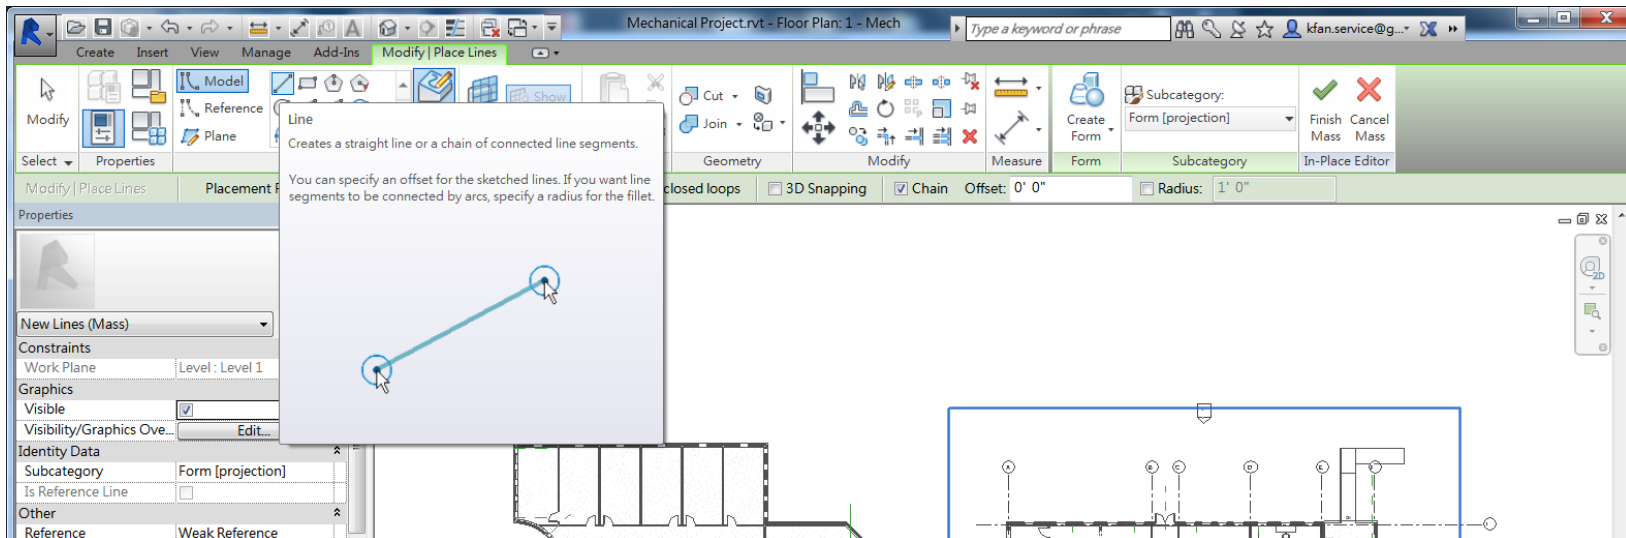 Mechanical Project.rvt - Floor Plan: 1 - Mech
Type a keyword or phrase
kfan.service@g...
Create Insert View Manage Add-Ins Modify | Place Lines
Modify
Model
Reference
Plane
Show
Cut
Join
Create
Form
Subcategory:
Form [projection]
Finish
Mass
Cancel
Mass
Select Properties Geometry Modify Measure Form Subcategory In-Place Editor
Modify | Place Lines Placement closed loops 3D Snapping Chain Offset: 0' 0" Radius: 1' 0"
Line
Creates a straight line or a chain of connected line segments.
You can specify an offset for the sketched lines. If you want line
segments to be connected by arcs, specify a radius for the fillet.
Properties
New Lines (Mass)
Constraints
Work Plane Level : Level 1
Graphics
Visible
Visibility/Graphics Ove... Edit...
Identity Data
Subcategory Form [projection]
Is Reference Line
Other
Reference Weak Reference
2D